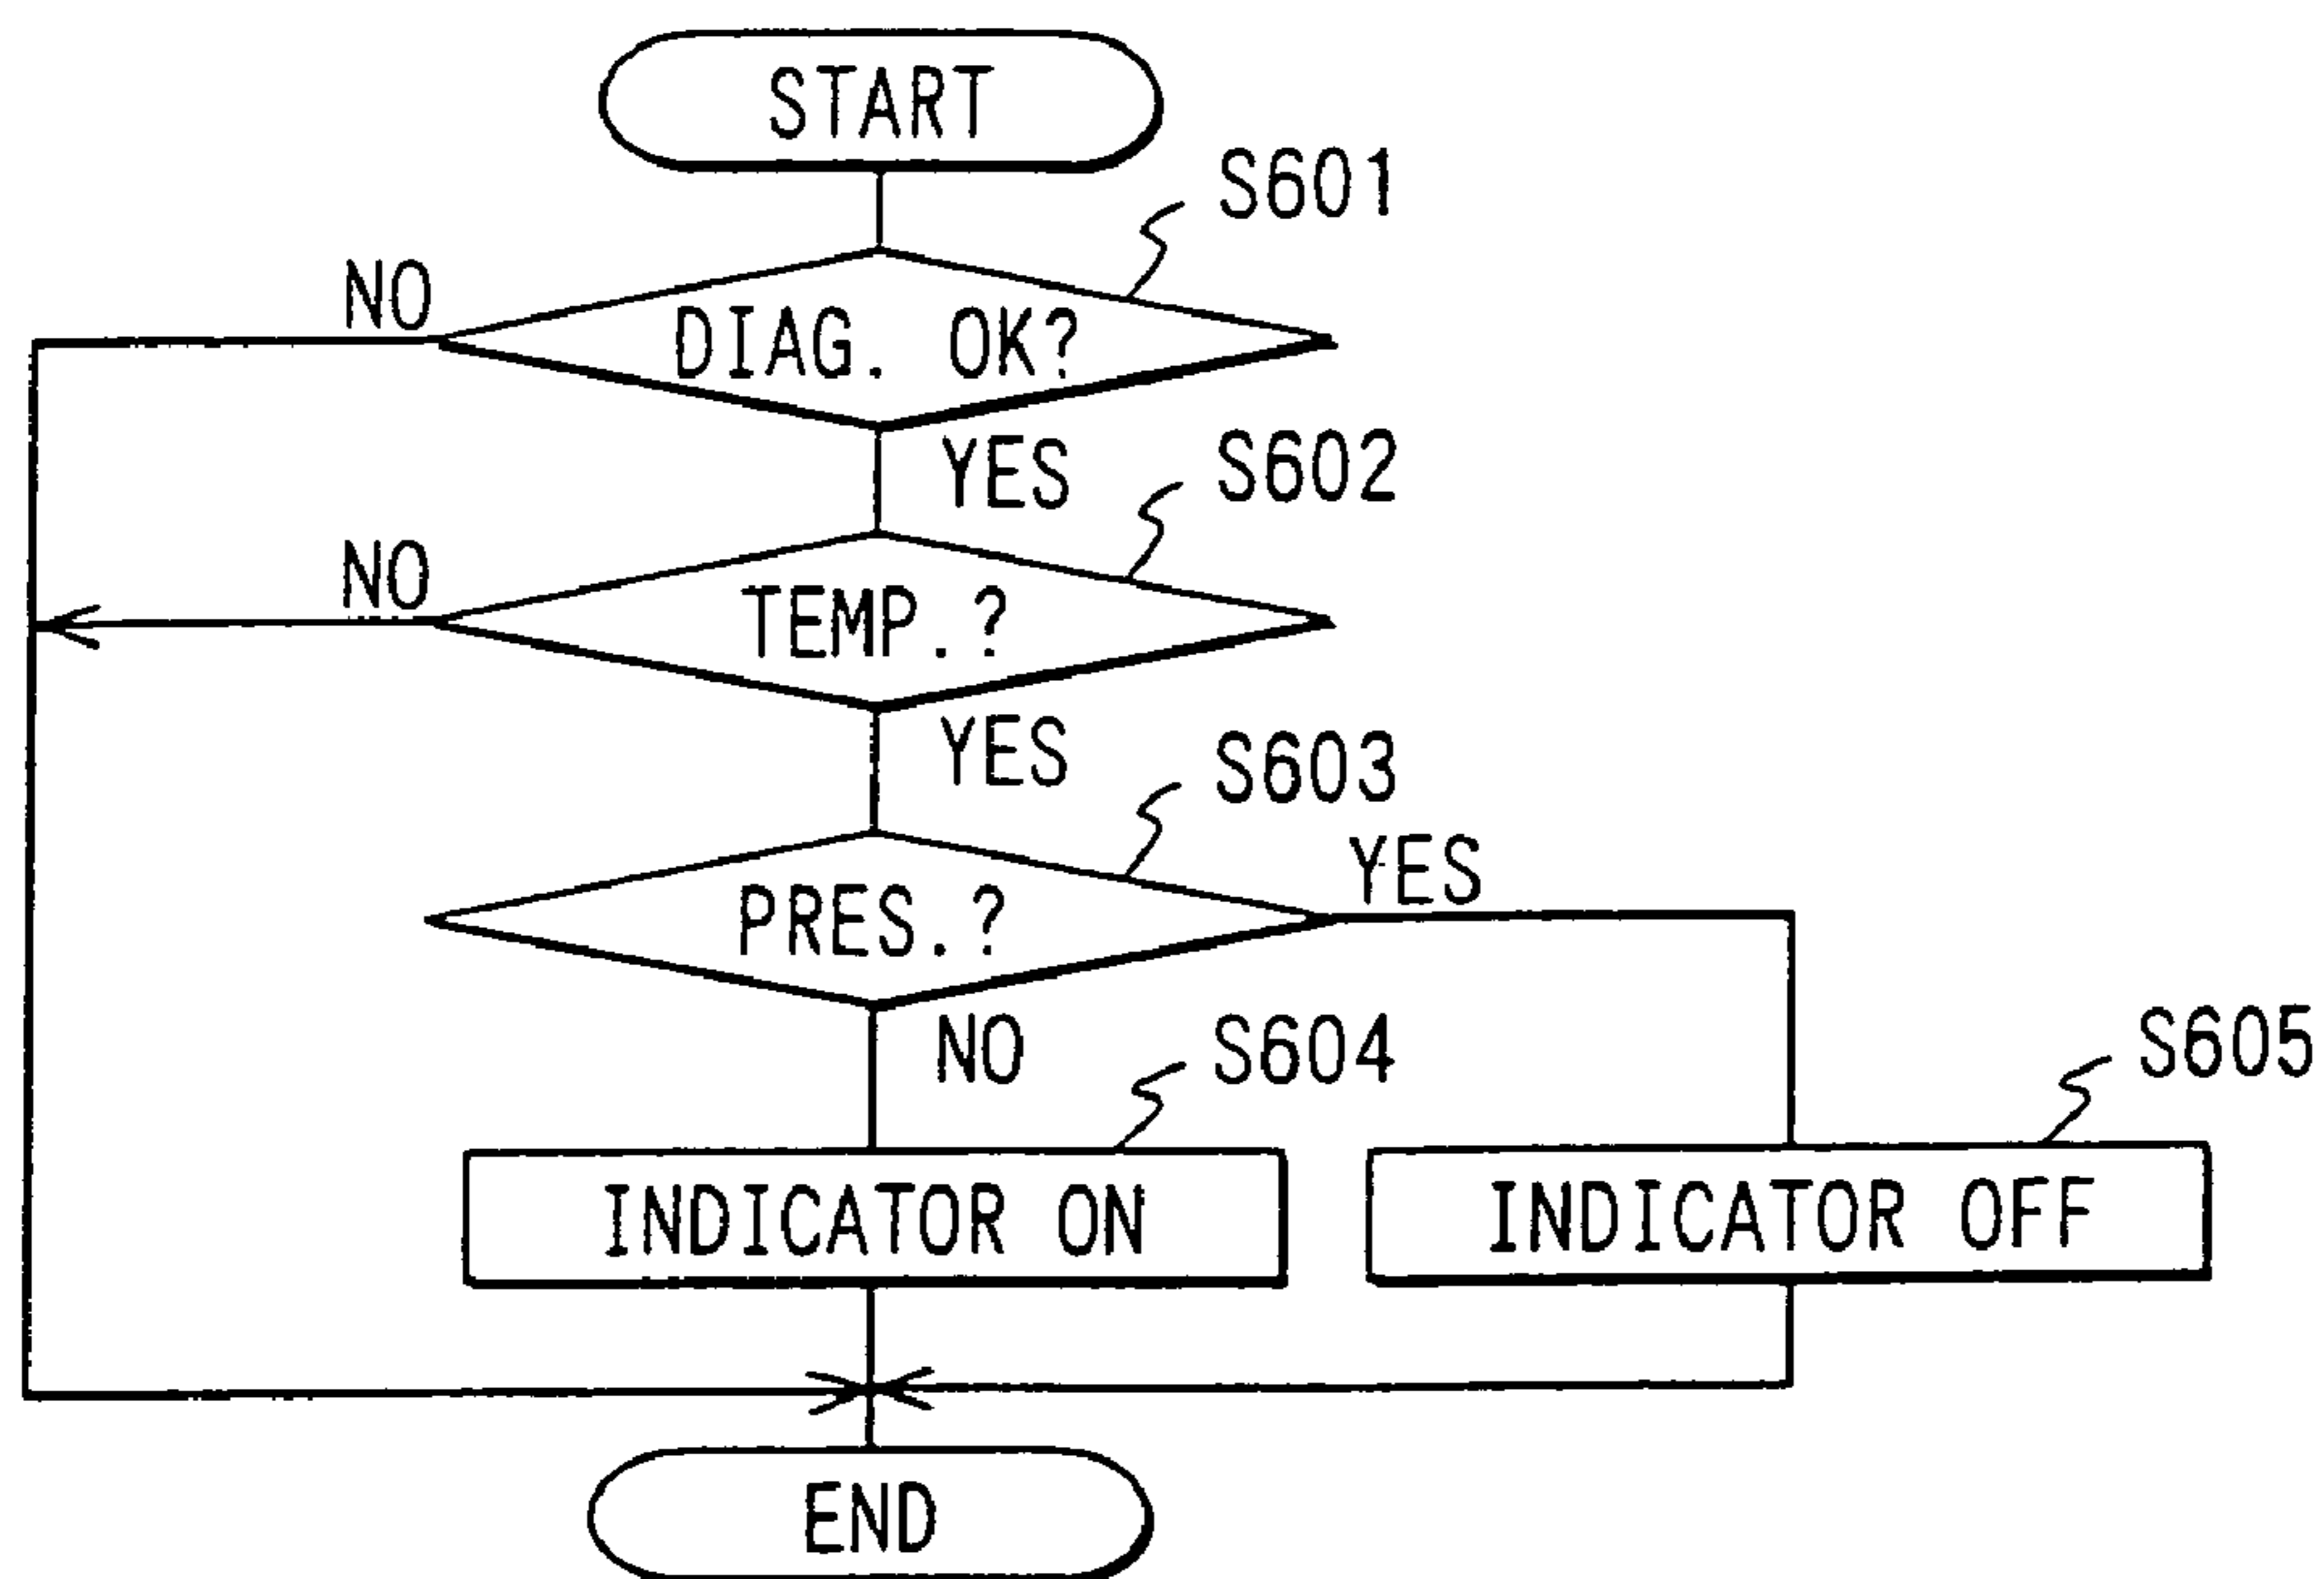 START
S601
NO
DIAG. OK?
YES
S602
NO
TEMP.?
YES
S603
YES
PRES.?
NO
S604
S605
INDICATOR ON
INDICATOR OFF
END